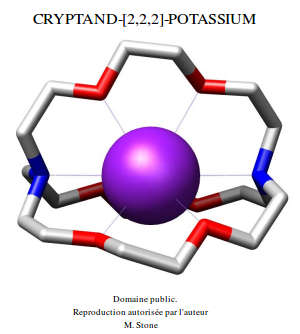 CRYPTAND-[2,2,2]-POTASSIUM
Domaine public.
Reproduction autorisée par l'auteur
M. Stone